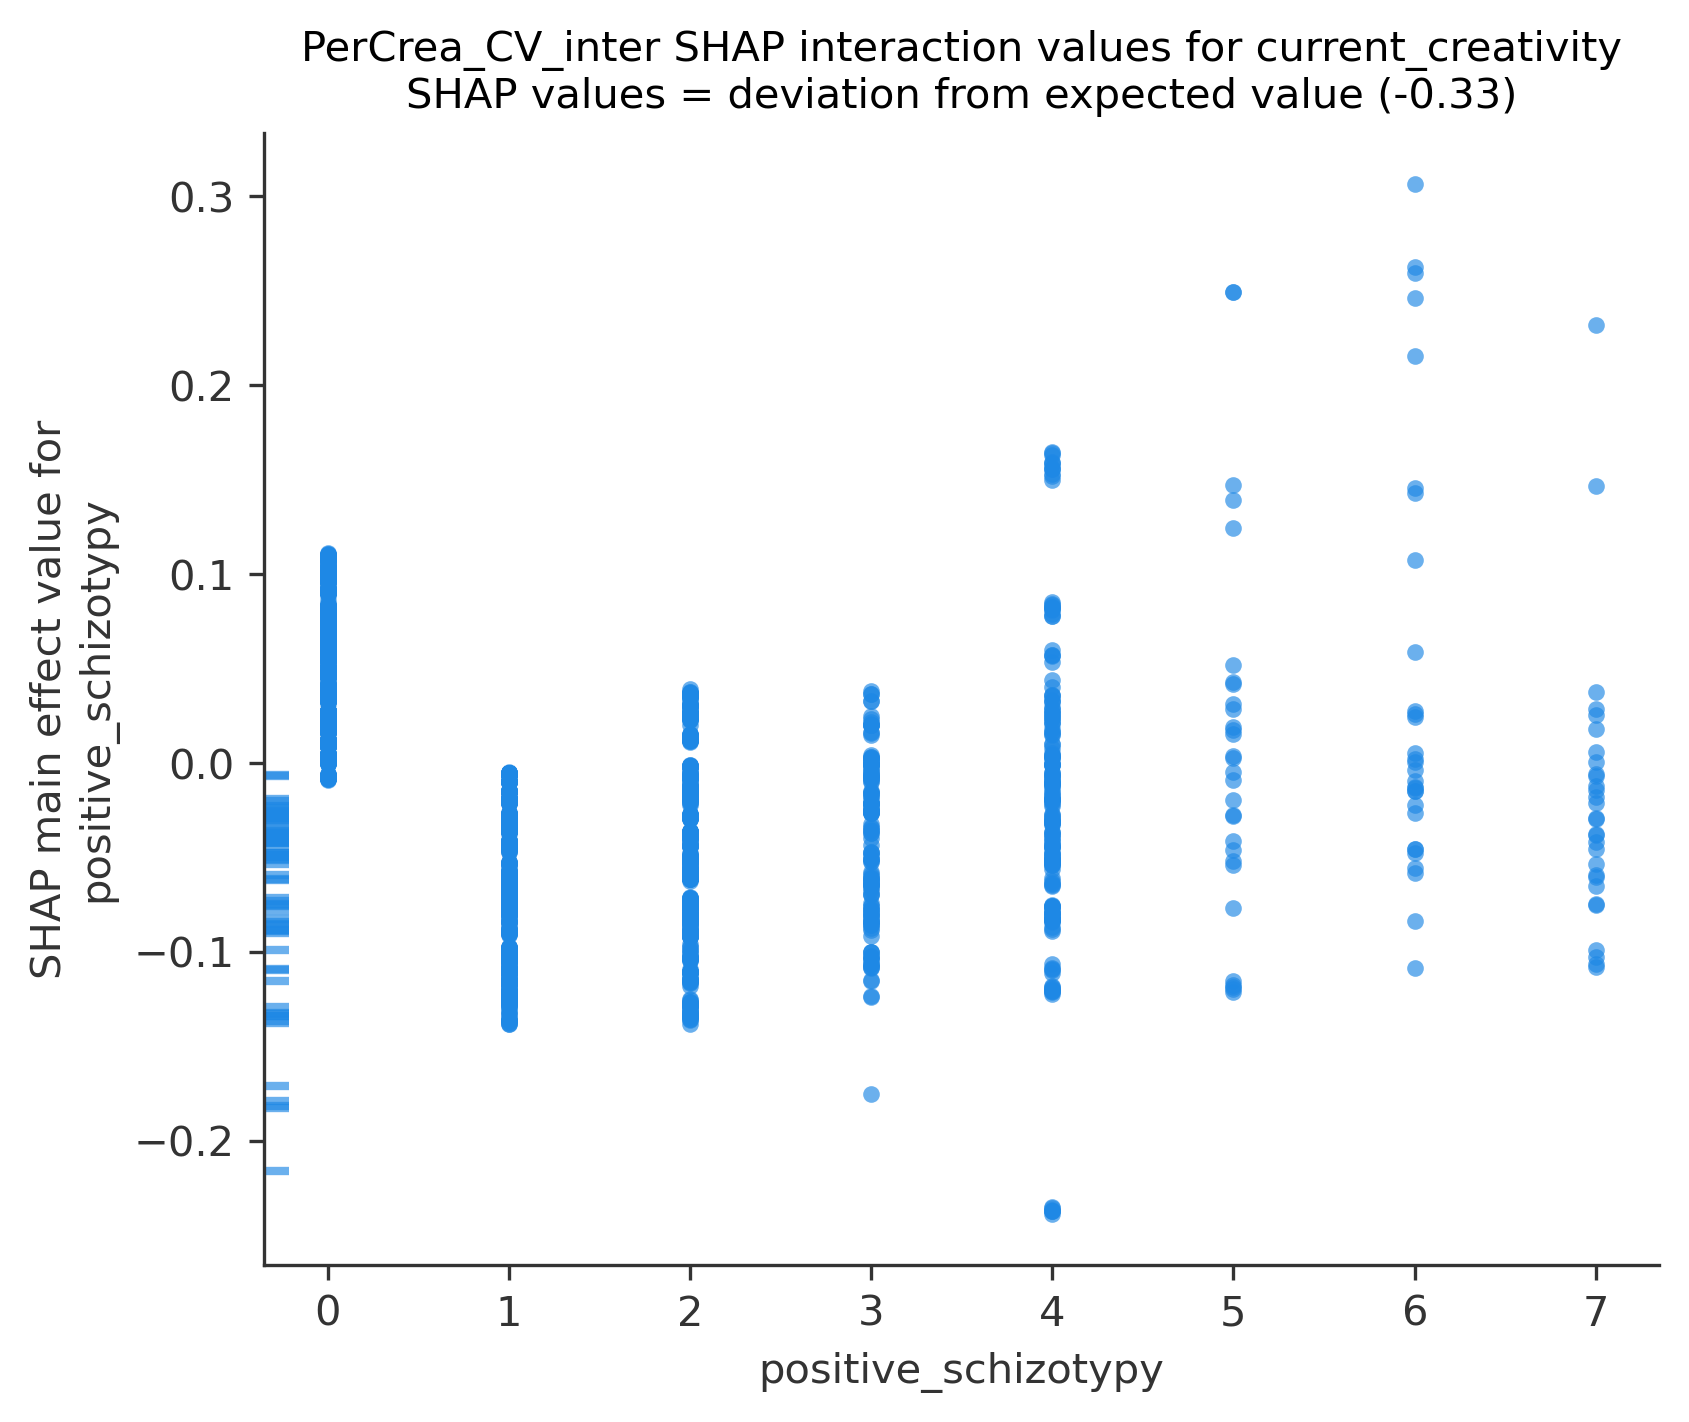 PerCrea_CV_inter SHAP interaction values for current_creativity
SHAP values = deviation from expected value (-0.33)
SHAP main effect value for
positive_schizotypy
0.3
0.2
0.1
0.0
−0.1
−0.2
0 1 2 3 4 5 6 7
positive_schizotypy